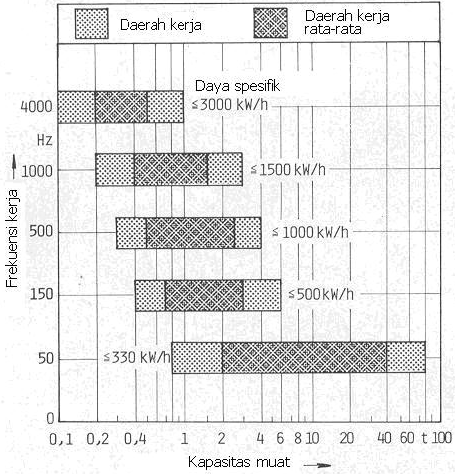 Daerah kerja
Daerah kerja
rata-rata
Daya spesifik
4000
≤3000 kW/h
Hz
1000
≤1500 kW/h
500
≤1000 kW/h
150
≤500 kW/h
50
≤330 kW/h
0
0,1 0,2 0,4 1 2 4 6 8 10 20 40 60 t 100
Frekuensi kerja
Kapasitas muat